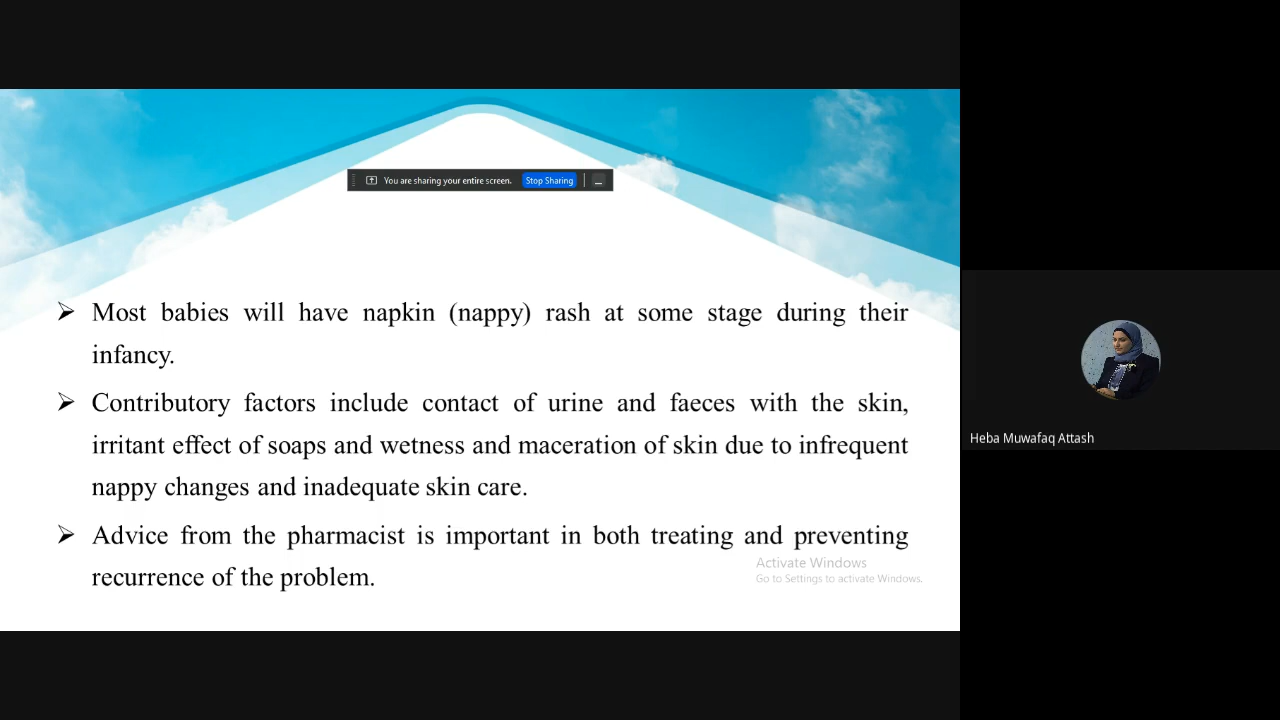 You are sharing your entire screen. Stop Sharing
➢ Most babies will have napkin (nappy) rash at some stage during their
infancy.
➢ Contributory factors include contact of urine and faeces with the skin,
irritant effect of soaps and wetness and maceration of skin due to infrequent
nappy changes and inadequate skin care.
➢ Advice from the pharmacist is important in both treating and preventing
recurrence of the problem.
Activate Windows
Go to Settings to activate Windows.
Heba Muwafaq Attash